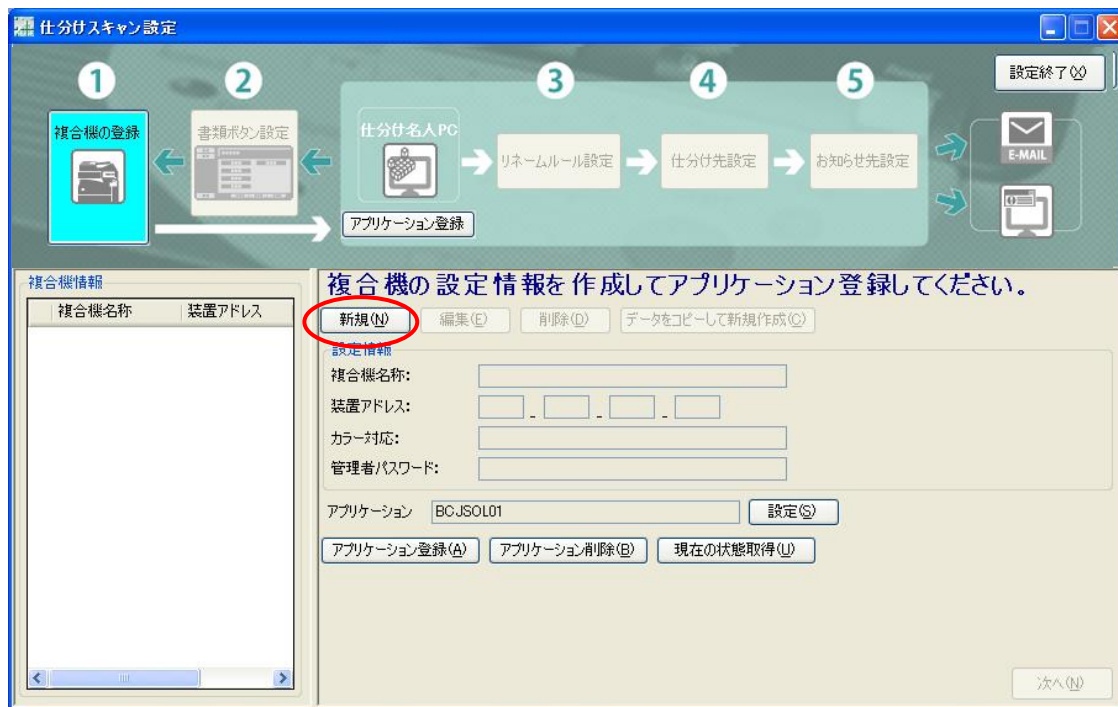 仕分けスキャン設定
1 2 3 4 5
設定終了(X)
複合機の登録
書類ボタン設定
仕分け名人PC
リネームルール設定
仕分け先設定
お知らせ先設定
E-MAIL
アプリケーション登録
複合機情報
複合機名称 装置アドレス
複合機の設定情報を作成してアプリケーション登録してください。
新規(N) 編集(E) 削除(D) データをコピーして新規作成(C)
設定情報
複合機名称:
装置アドレス:
カラー対応:
管理者パスワード:
アプリケーション BCJSOL01 設定(S)
アプリケーション登録(A) アプリケーション削除(B) 現在の状態取得(U)
次へ(N)